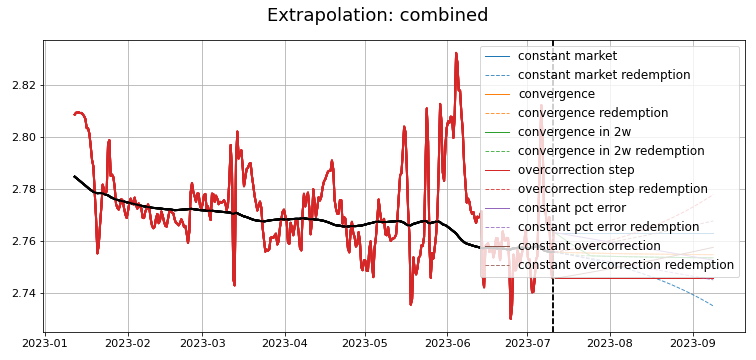 Extrapolation: combined
constant market
constant market redemption
convergence
convergence redemption
convergence in 2w
convergence in 2w redemption
overcorrection step
overcorrection step redemption
constant pct error
constant pct error redemption
constant overcorrection
constant overcorrection redemption
2.82
2.80
2.78
2.76
2.74
2023-01 2023-02 2023-03 2023-04 2023-05 2023-06 2023-07 2023-08 2023-09